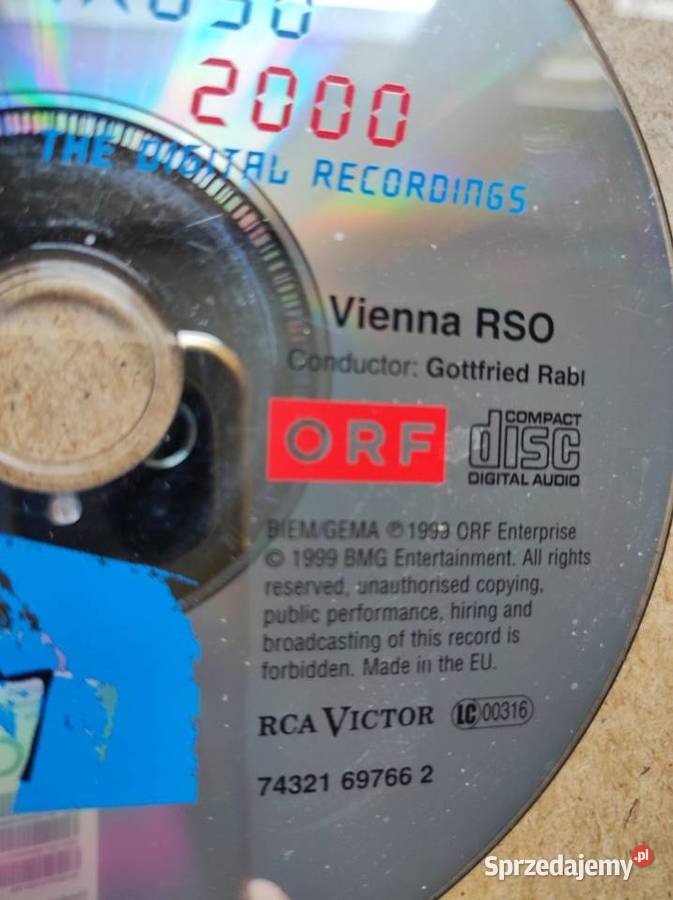 2000
THE DIGITAL RECORDINGS
Vienna RSO
Conductor: Gottfried Rabl
ORF
COMPACT
disc
DIGITAL AUDIO
BIEM/GEMA ℗ 1999 ORF Enterprise
© 1999 BMG Entertainment. All rights
reserved, unauthorised copying,
public performance, hiring and
broadcasting of this record is
forbidden. Made in the EU.
RCA VICTOR LC 00316
74321 69766 2
Sprzedajemy.pl